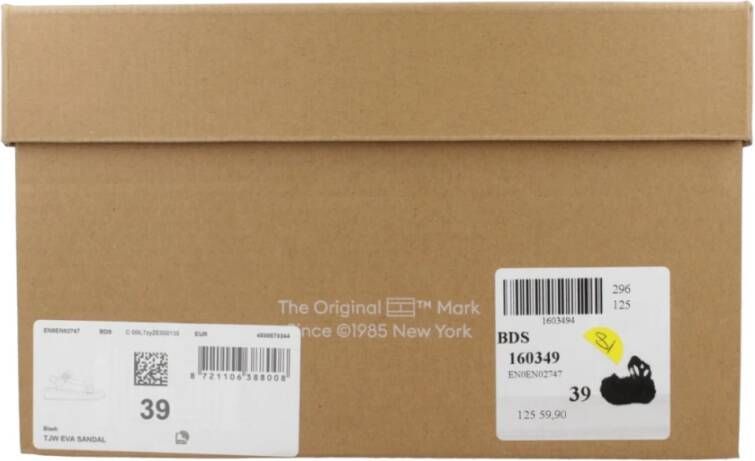 The Original ™ Mark
Since ©1985 New York
EN0EN02747 BDS EUR
8 721106 388008
39
Black
TJW EVA SANDAL
296
125
1603494
BDS
160349
EN0EN02747
39
125 59,90